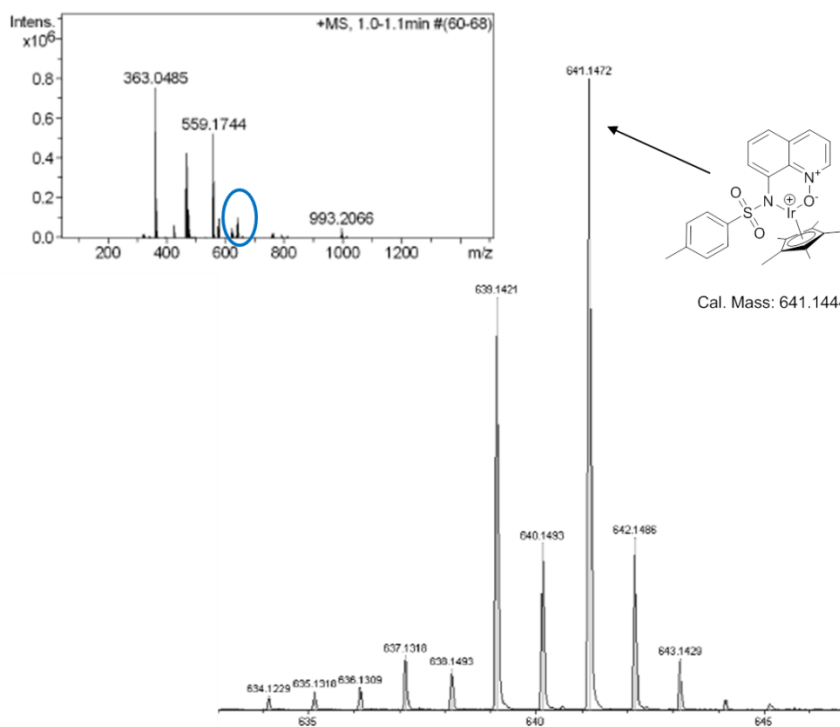 Intens.
x10⁶
+MS, 1.0-1.1min #(60-68)
1.0
0.8
0.6
0.4
0.2
0.0
363.0485
559.1744
993.2066
200
400
600
800
1000
1200
m/z
641.1472
N⁺
O⁻
O
N
Ir
⊕
S
O
Cal. Mass: 641.1444
639.1421
640.1493
642.1486
637.1318
638.1493
643.1429
634.1229
635.1318
636.1309
635
640
645